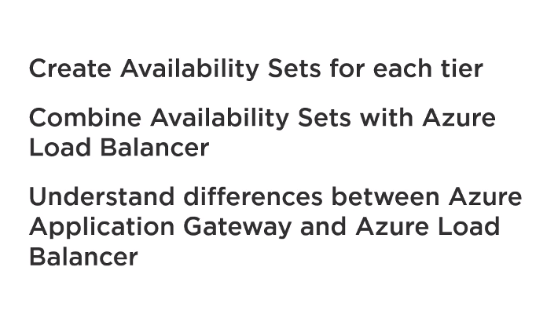 Create Availability Sets for each tier
Combine Availability Sets with Azure
Load Balancer
Understand differences between Azure
Application Gateway and Azure Load
Balancer